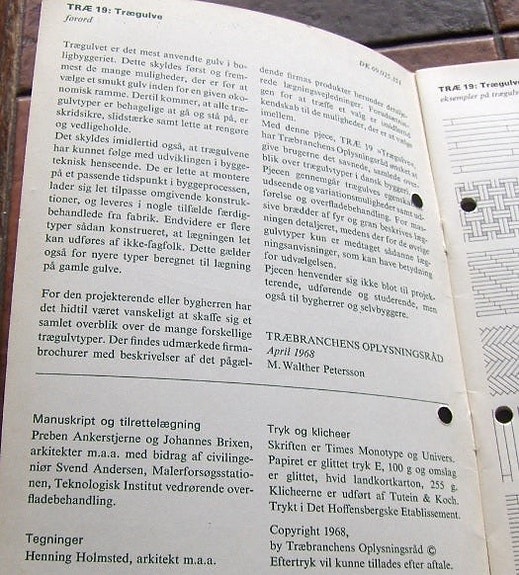 TRÆ 19: Trægulve
forord
Trægulvet er det mest anvendte gulv i bo-
ligbyggeriet. Dette skyldes først og frem-
mest de mange muligheder, der er for at
vælge et smukt gulv inden for en given øko-
nomisk ramme. Dertil kommer, at alle træ-
gulvtyper er behagelige at gå og stå på, er
skridsikre, slidstærke samt lette at rengøre
og vedligeholde.
Det skyldes imidlertid også, at trægulvene
har kunnet følge med udviklingen i bygge-
teknisk henseende. De er lette at montere
på et passende tidspunkt i byggeprocessen,
lader sig let tilpasse omgivende konstruk-
tioner, og leveres i nogle tilfælde færdig-
behandlede fra fabrik. Endvidere er flere
typer sådan konstrueret, at lægningen let
kan udføres af ikke-fagfolk. Dette gælder
også for nyere typer beregnet til lægning
på gamle gulve.
For den projekterende eller bygherren har
det hidtil været vanskeligt at skaffe sig et
samlet overblik over de mange forskellige
trægulvtyper. Der findes udmærkede firma-
brochurer med beskrivelser af det pågæl-
dende firmas produkter herunder detaljer-
ede lægningsvejledninger. Forudsætnin-
gen for at træffe et valg er imidlertid
kendskab til de muligheder, der er at vælge
imellem.
Med denne pjece, TRÆ 19 »Trægulve«,
har Træbranchens Oplysningsråd ønsket at
give brugerne det savnede, samlede over-
blik over trægulvtyper i dansk byggeri.
Pjecen gennemgår trægulves egenskaber,
udseende og variationsmuligheder samt ud-
førelse og overfladebehandling. For mas-
sive brædder af fyr og gran beskrives læg-
ningen detaljeret, medens der for de øvrige
gulvtyper kun er medtaget sådanne læg-
ningsanvisninger, som kan have betydning
for udvælgelsen.
Pjecen henvender sig ikke blot til projek-
terende, udførende og studerende, men
også til bygherrer og selvbyggere.
TRÆBRANCHENS OPLYSNINGSRÅD
April 1968
M. Walther Petersson
Manuskript og tilrettelægning
Preben Ankerstjerne og Johannes Brixen,
arkitekter m.a.a. med bidrag af civilinge-
niør Svend Andersen, Malerforsøgsstatio-
nen, Teknologisk Institut vedrørende over-
fladebehandling.
Tegninger
Henning Holmsted, arkitekt m.a.a.
Tryk og klicheer
Skriften er Times Monotype og Univers.
Papiret er glittet tryk E, 100 g og omslag
er glittet, hvid landkortkarton, 255 g.
Klicheerne er udført af Tutein & Koch.
Trykt i Det Hoffensbergske Etablissement.
Copyright 1968,
by Træbranchens Oplysningsråd ©
Eftertryk vil kunne tillades efter aftale.
TRÆ 19: Trægulve
eksempler på trægulv